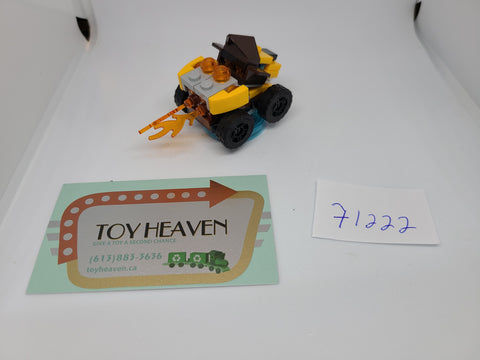 TOY HEAVEN
GIVE A TOY A SECOND CHANCE
(613)883-3636
toyheaven.ca
71222